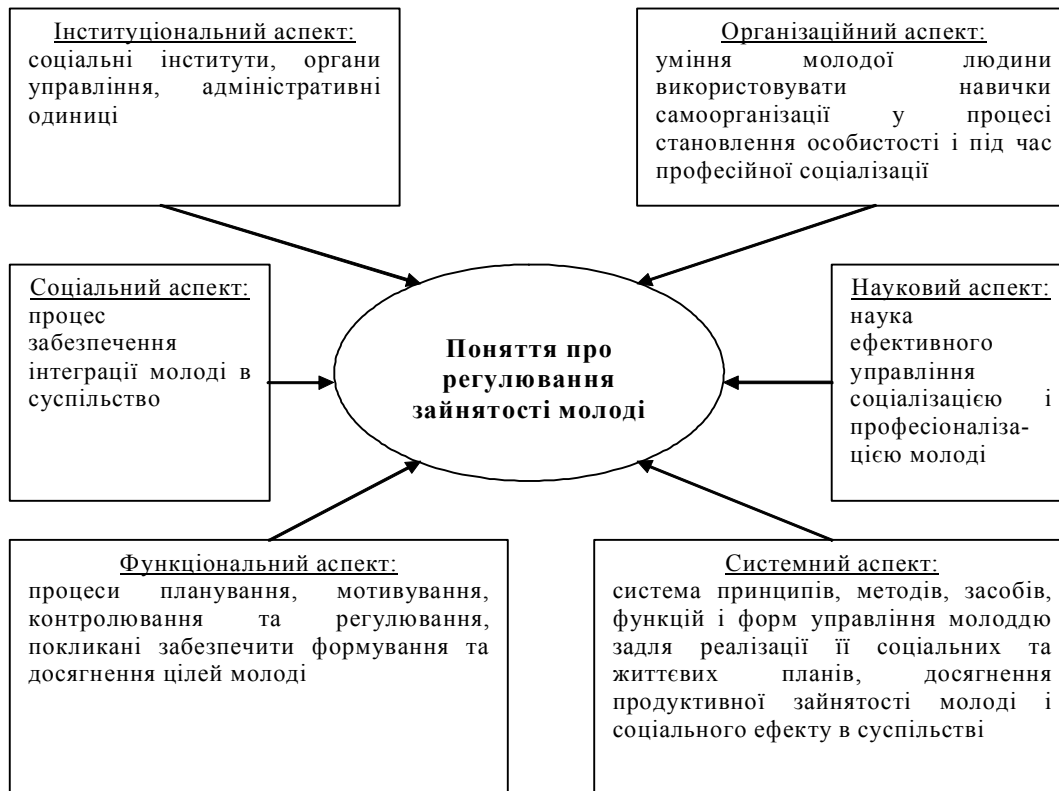 Інституціональний аспект:
соціальні інститути, органи
управління, адміністративні
одиниці
Організаційний аспект:
уміння молодої людини
використовувати навички
самоорганізації у процесі
становлення особистості і під час
професійної соціалізації
Соціальний аспект:
процес
забезпечення
інтеграції молоді в
суспільство
Поняття про
регулювання
зайнятості молоді
Науковий аспект:
наука
ефективного
управління
соціалізацією і
професіоналіза-
цією молоді
Функціональний аспект:
процеси планування, мотивування,
контролювання та регулювання,
покликані забезпечити формування та
досягнення цілей молоді
Системний аспект:
система принципів, методів, засобів,
функцій і форм управління молоддю
задля реалізації її соціальних та
життєвих планів, досягнення
продуктивної зайнятості молоді і
соціального ефекту в суспільстві